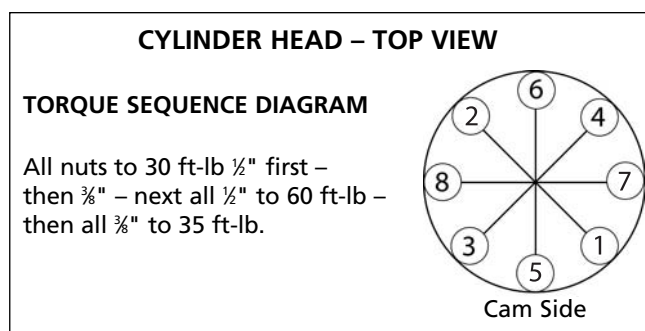 CYLINDER HEAD – TOP VIEW
TORQUE SEQUENCE DIAGRAM
All nuts to 30 ft-lb ½" first –
then ⅜" – next all ½" to 60 ft-lb –
then all ⅜" to 35 ft-lb.
6
2
4
8
7
3
1
5
Cam Side